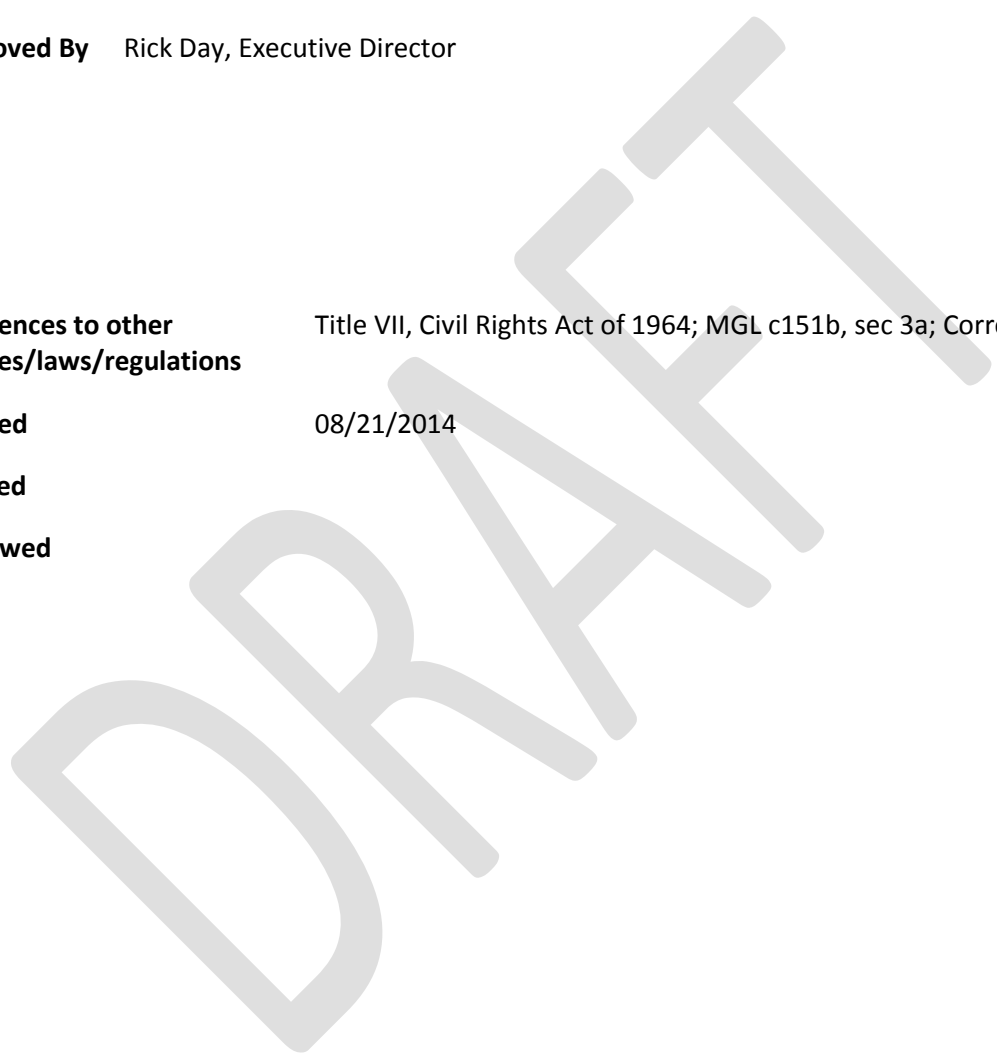 oved By Rick Day, Executive Director
ences to other Title VII, Civil Rights Act of 1964; MGL c151b, sec 3a; Corre
es/laws/regulations
ed 08/21/2014
ed
wed
DRAFT